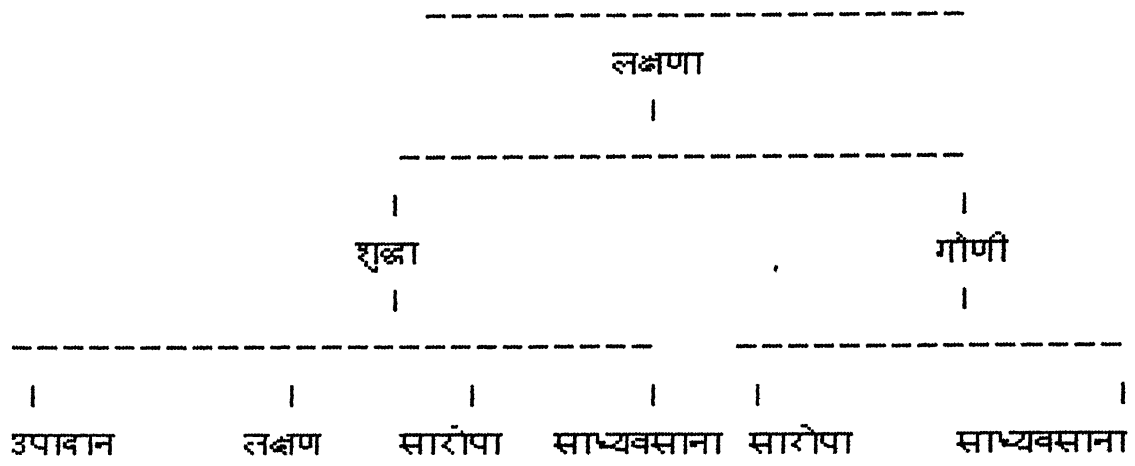 लक्षणा
शुद्धा गौणी
उपादान लक्षण सारोपा साध्यवसाना सारोपा साध्यवसाना